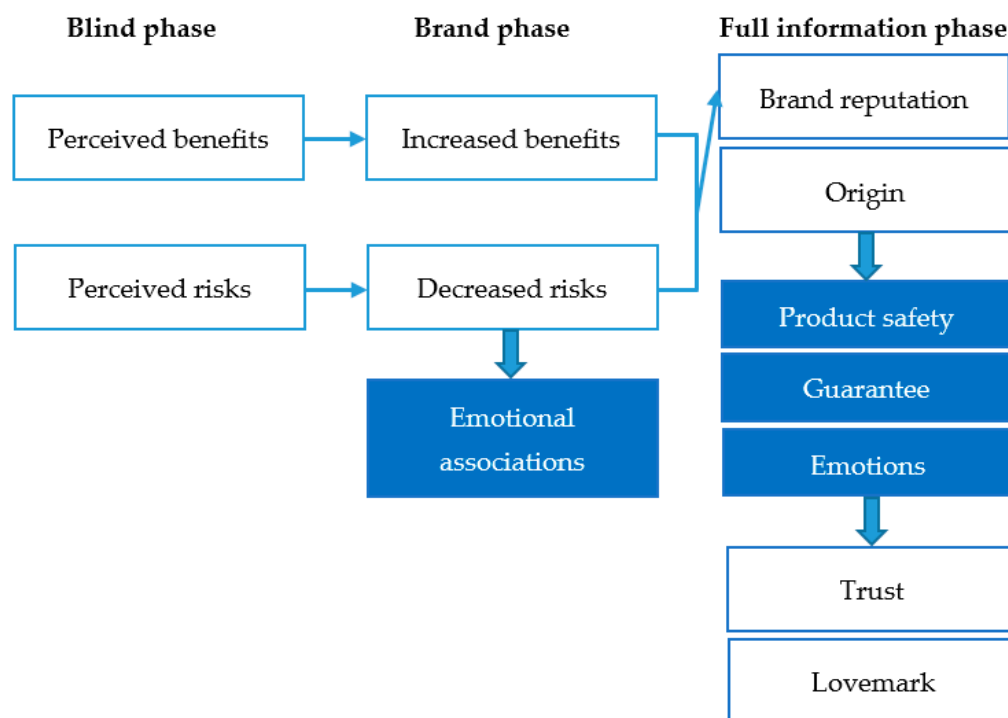 Blind phase
Brand phase
Full information phase
Perceived benefits
Increased benefits
Brand reputation
Origin
Perceived risks
Decreased risks
Product safety
Guarantee
Emotional
associations
Emotions
Trust
Lovemark